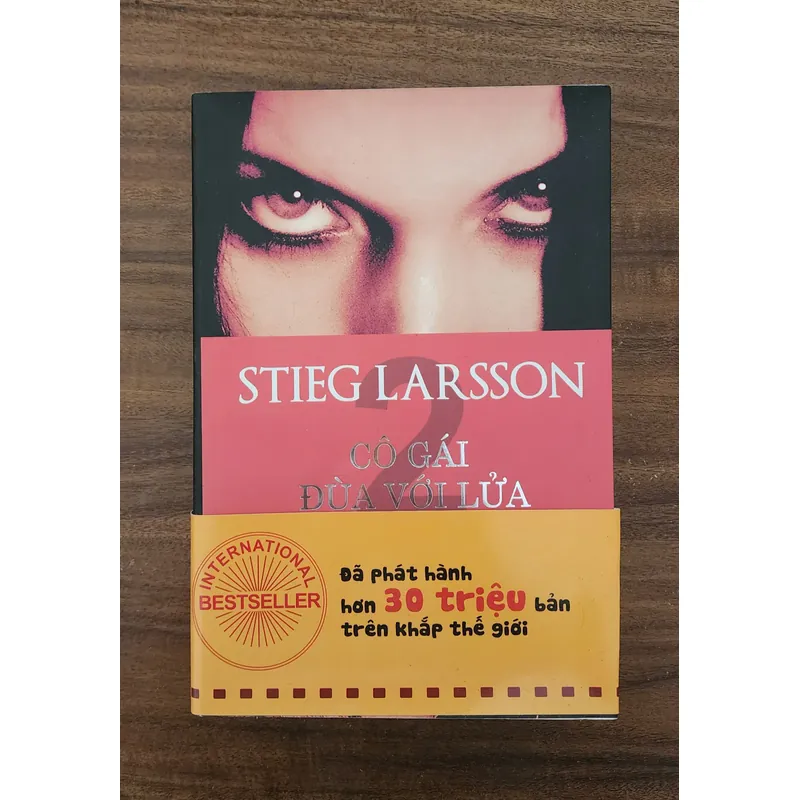 STIEG LARSSON
2
CÔ GÁI
ĐÙA VỚI LỬA
INTERNATIONAL
BESTSELLER
Đã phát hành
hơn 30 triệu bản
trên khắp thế giới